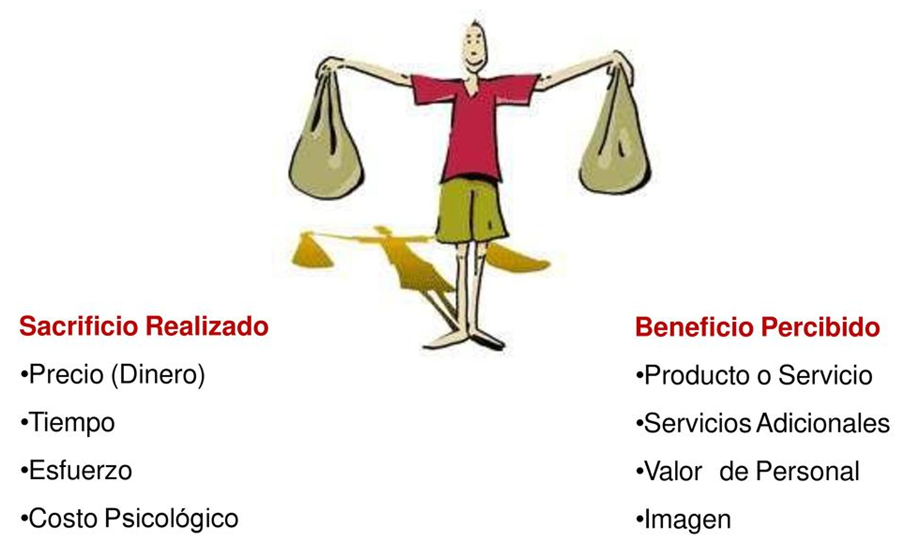 Sacrificio Realizado
•Precio (Dinero)
•Tiempo
•Esfuerzo
•Costo Psicológico
Beneficio Percibido
•Producto o Servicio
•Servicios Adicionales
•Valor de Personal
•Imagen